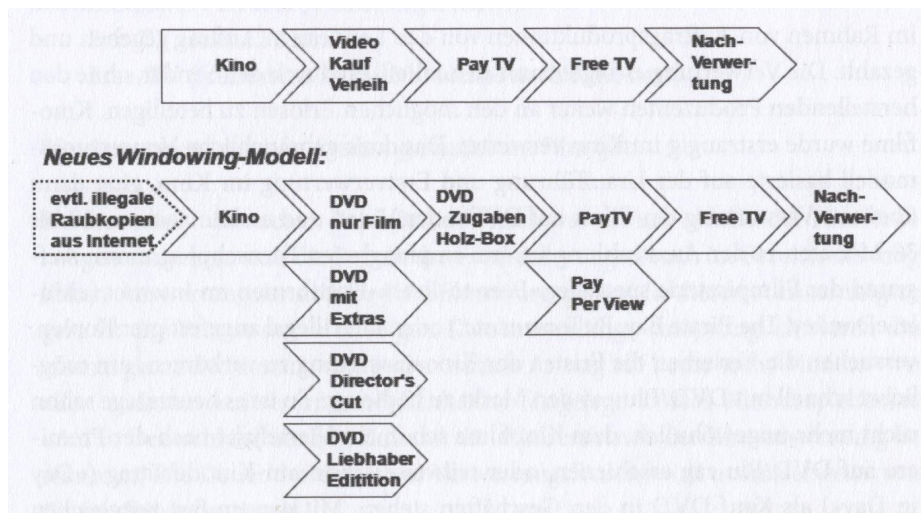 Kino
Video
Kauf
Verleih
Pay TV
Free TV
Nach-
Verwer-
tung
Neues Windowing-Modell:
evtl. illegale
Raubkopien
aus Internet
Kino
DVD
nur Film
DVD
Zugaben
Holz-Box
PayTV
Free TV
Nach-
Verwer-
tung
DVD
mit
Extras
Pay
Per View
DVD
Director's
Cut
DVD
Liebhaber
Editition